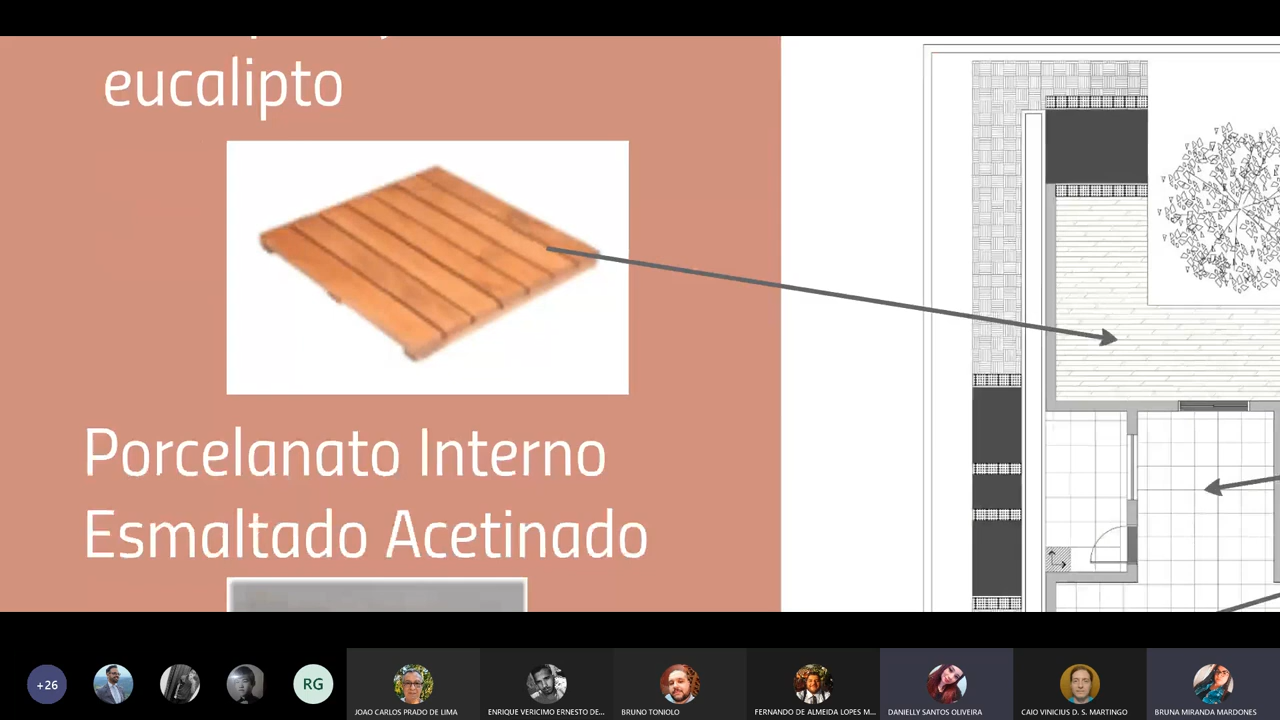 eucalipto
Porcelanato Interno
Esmaltado Acetinado
+26
RG
JOAO CARLOS PRADO DE LIMA
ENRIQUE VERICIMO ERNESTO DE...
BRUNO TONIOLO
FERNANDO DE ALMEIDA LOPES M...
DANIELLY SANTOS OLIVEIRA
CAIO VINICIUS D. S. MARTINGO
BRUNA MIRANDA MARDONES